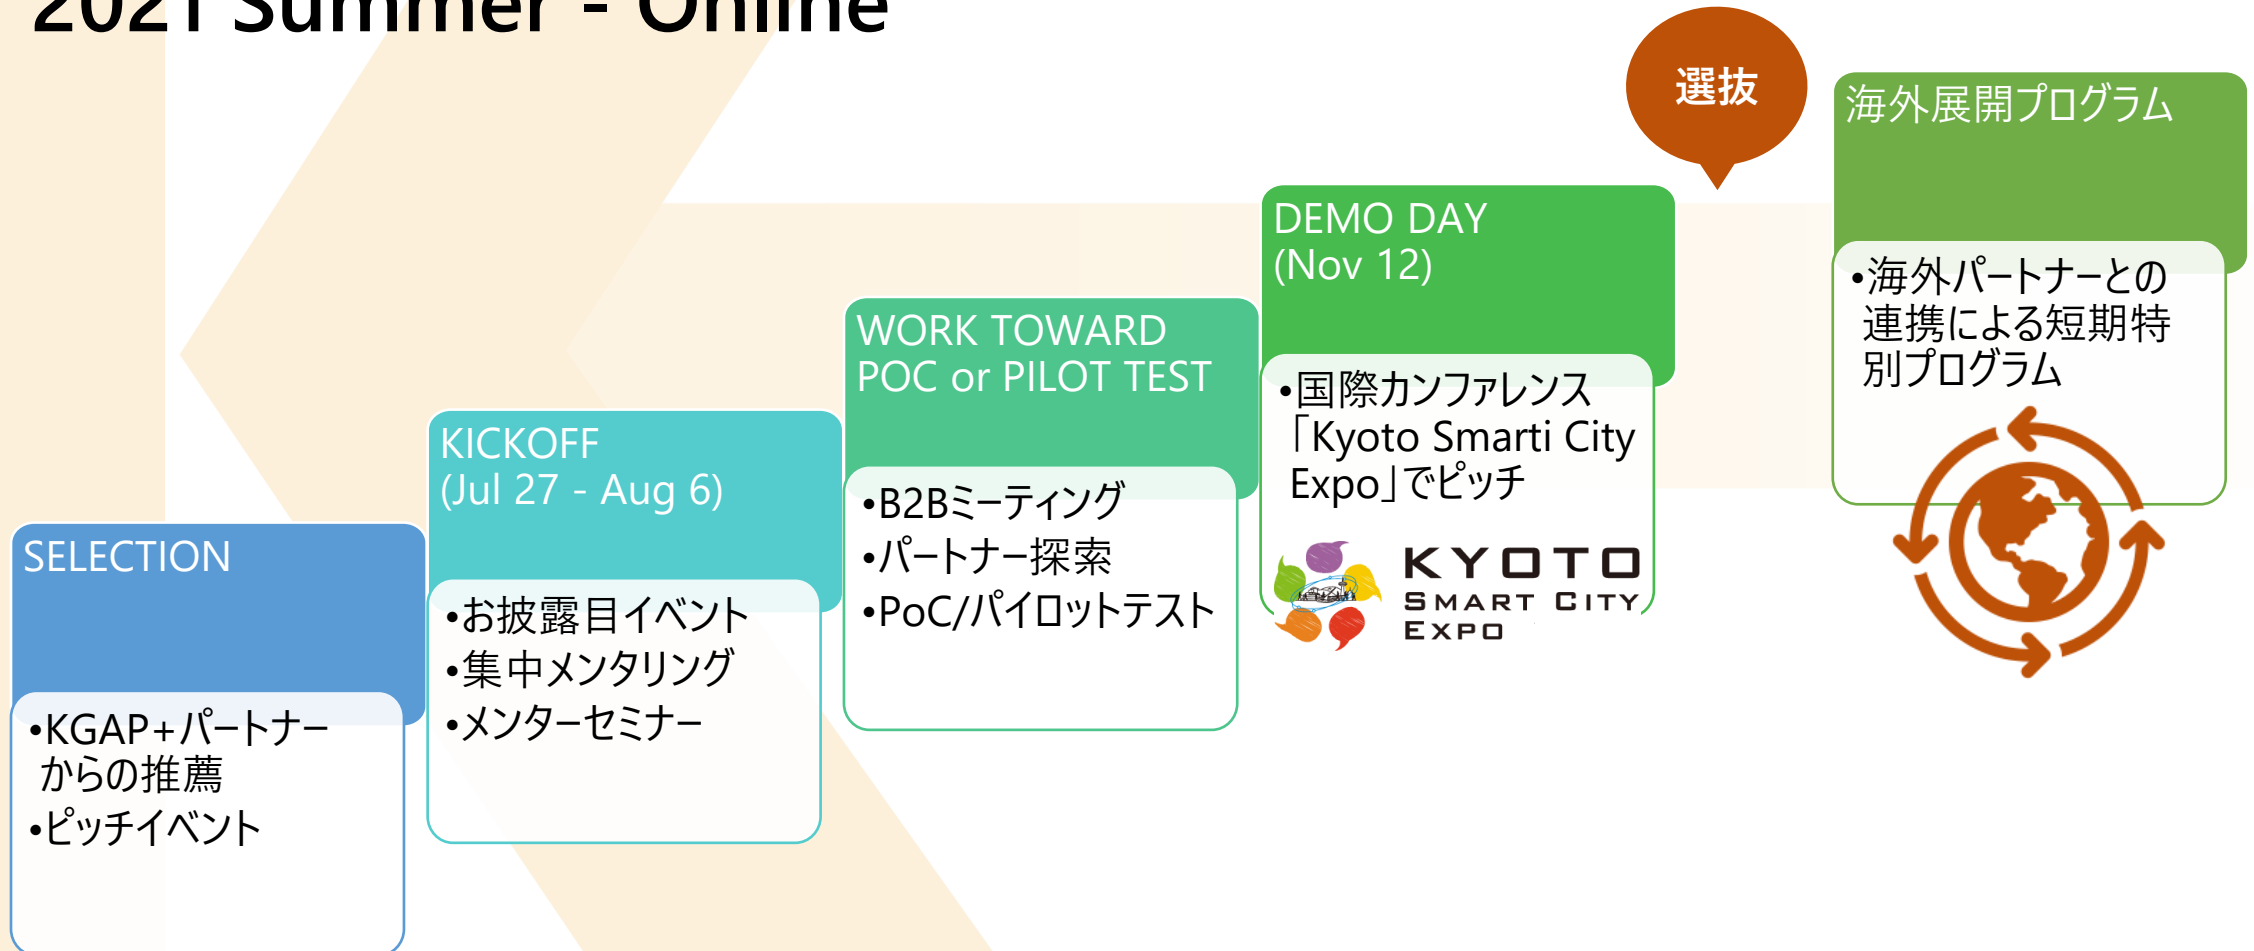 2021 Summer - Online
SELECTION
•KGAP+パートナー
からの推薦
•ピッチイベント
KICKOFF
(Jul 27 - Aug 6)
•お披露目イベント
•集中メンタリング
•メンターセミナー
WORK TOWARD
POC or PILOT TEST
•B2Bミーティング
•パートナー探索
•PoC/パイロットテスト
DEMO DAY
(Nov 12)
•国際カンファレンス
「Kyoto Smarti City
Expo」でピッチ
KYOTO
SMART CITY
EXPO
選抜
海外展開プログラム
•海外パートナーとの
連携による短期特
別プログラム